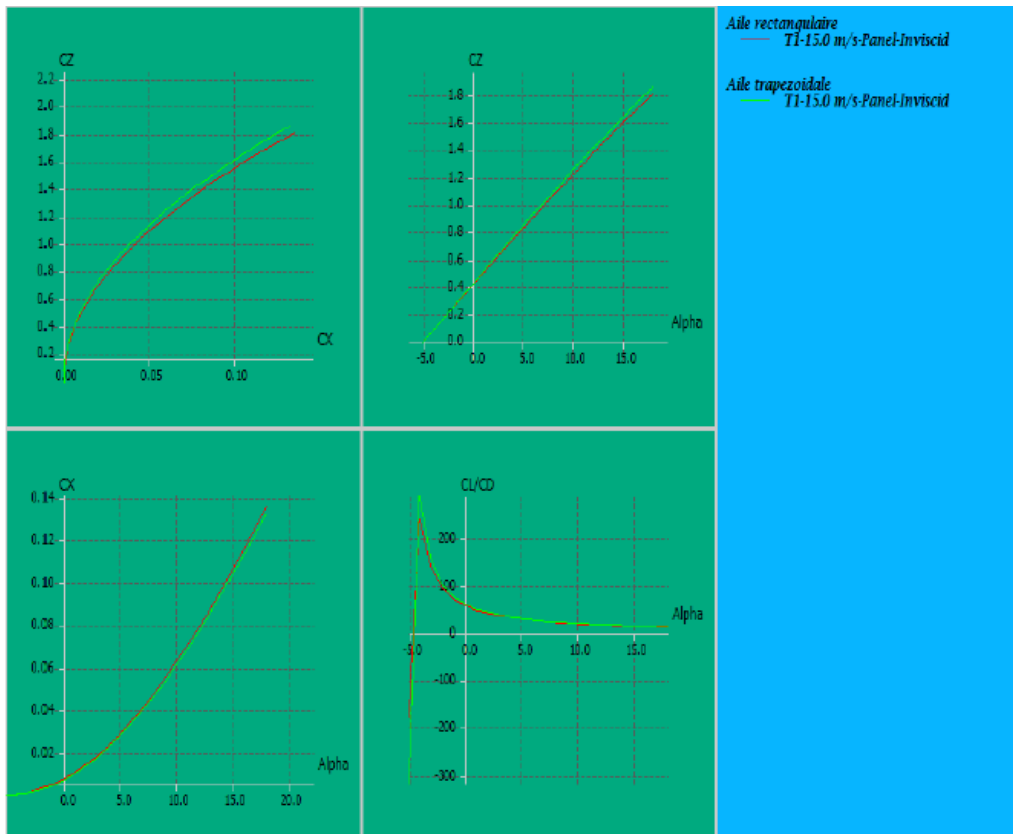 CZ
2.2
2.0
1.8
1.6
1.4
1.2
1.0
0.8
0.6
0.4
0.2
CX
0.00 0.05 0.10
CZ
1.8
1.6
1.4
1.2
1.0
0.8
0.6
0.4
0.2
0.0
Alpha
-5.0 0.0 5.0 10.0 15.0
Aile rectangulaire
T1-15.0 m/s-Panel-Inviscid
Aile trapezoidale
T1-15.0 m/s-Panel-Inviscid
CX
0.14
0.12
0.10
0.08
0.06
0.04
0.02
Alpha
0.0 5.0 10.0 15.0 20.0
CL/CD
200
100
Alpha
0
-5.0 0.0 5.0 10.0 15.0
-100
-200
-300